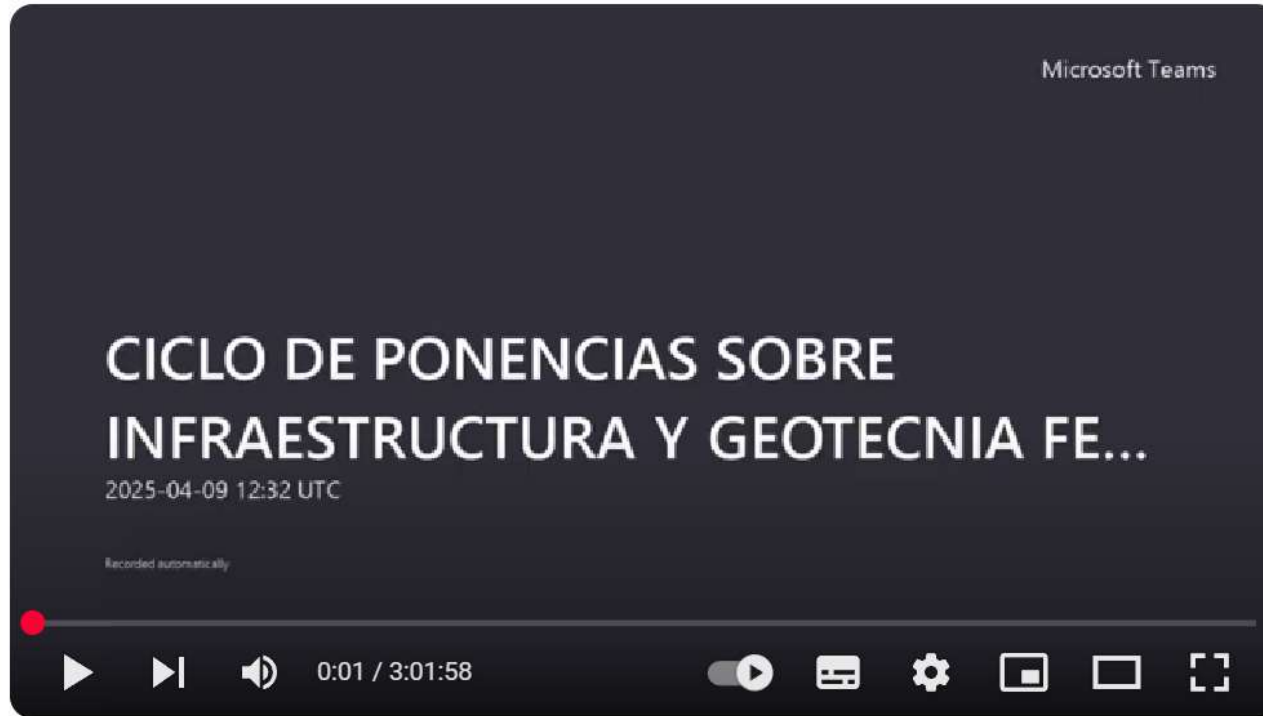 Microsoft Teams
CICLO DE PONENCIAS SOBRE
INFRAESTRUCTURA Y GEOTECNIA FE...
2025-04-09 12:32 UTC
Recorded automatically
0:01 / 3:01:58